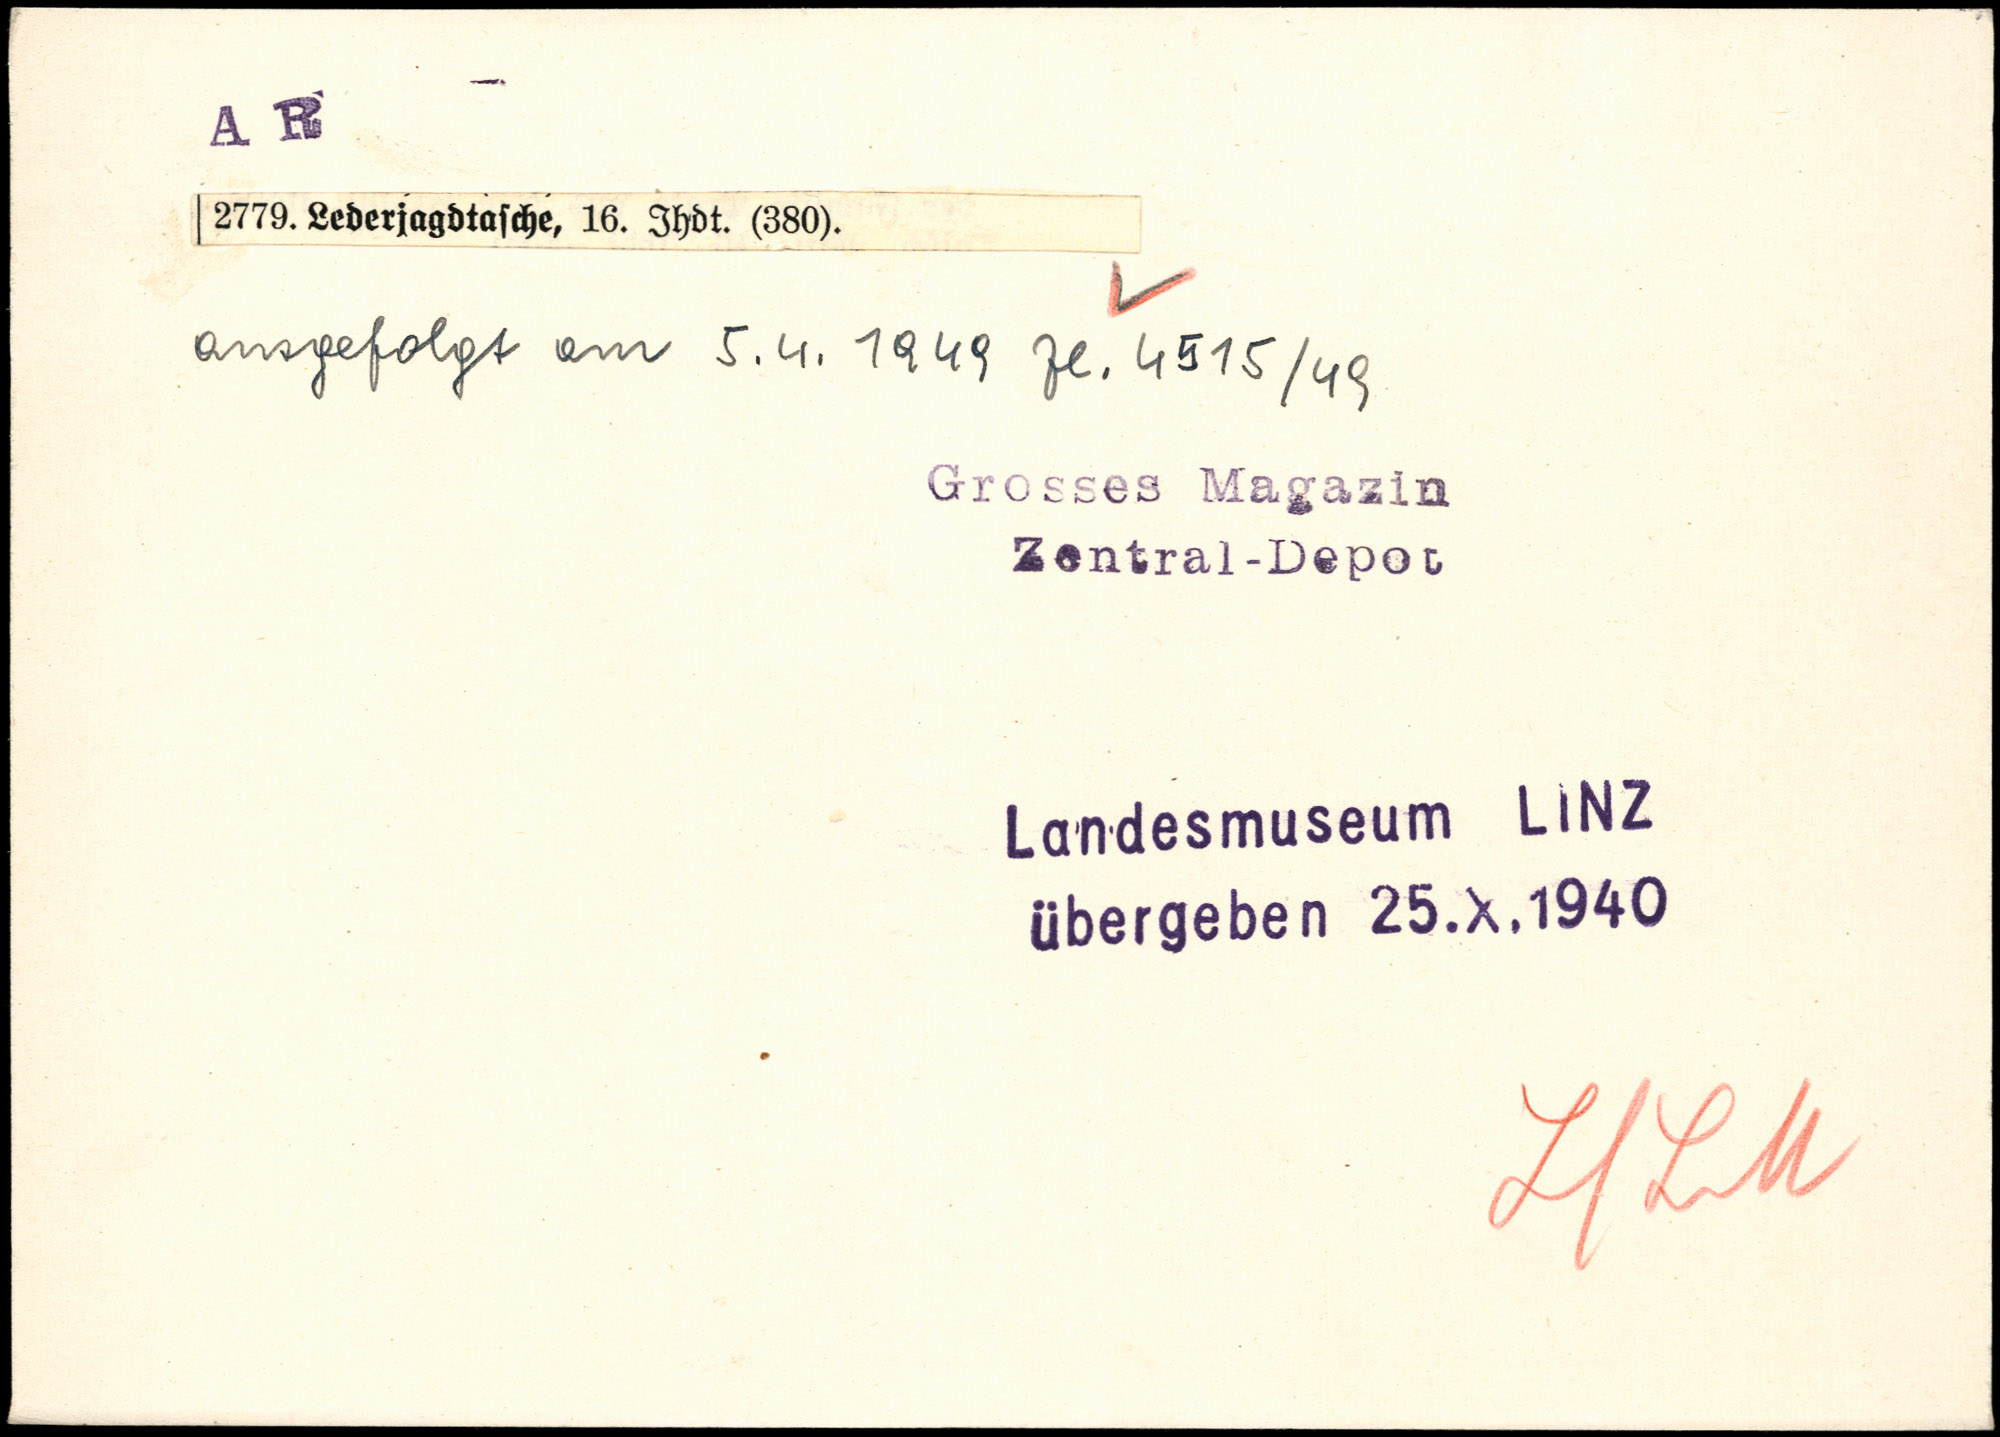 A R
2779. Lederjagdtasche, 16. Jhdt. (380).
ausgefolgt am 5.4.1949 Zl. 4515/49
Grosses Magazin
Zentral-Depot
Landesmuseum LINZ
übergeben 25.X.1940